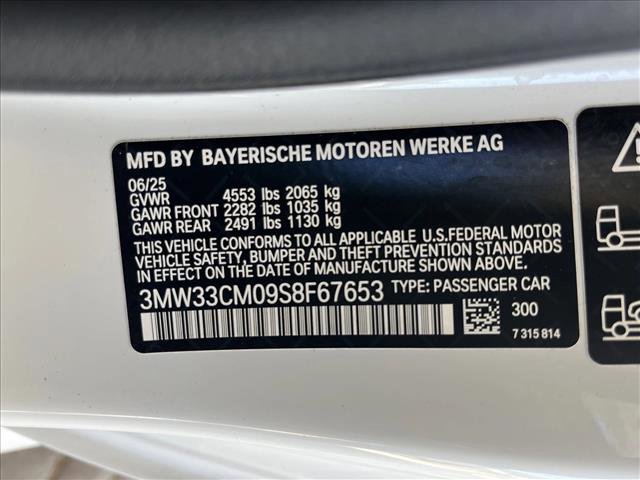 MFD BY BAYERISCHE MOTOREN WERKE AG
06/25
GVWR 4553 lbs 2065 kg
GAWR FRONT 2282 lbs 1035 kg
GAWR REAR 2491 lbs 1130 kg
THIS VEHICLE CONFORMS TO ALL APPLICABLE U.S.FEDERAL MOTOR
VEHICLE SAFETY, BUMPER AND THEFT PREVENTION STANDARDS
IN EFFECT ON THE DATE OF MANUFACTURE SHOWN ABOVE.
3MW33CM09S8F67653 TYPE: PASSENGER CAR
300
7 315 814